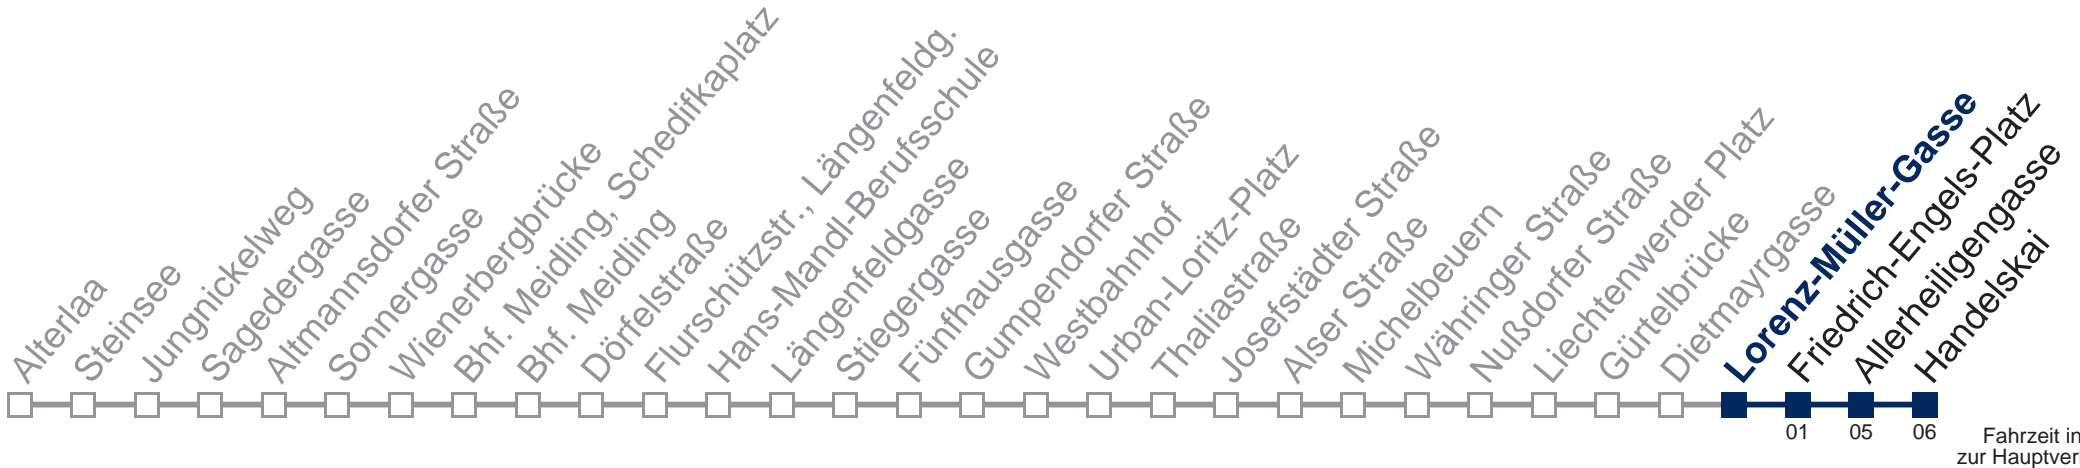 Alterlaa
Steinsee
Jungnickelweg
Sagedergasse
Altmannsdorfer Straße
Sonnergasse
Wienerbergbrücke
Bhf. Meidling, Schedifkaplatz
Bhf. Meidling
Dörfelstraße
Flurschützstr., Längenfeldg.
Hans-Mandl-Berufsschule
Längenfeldgasse
Stiegergasse
Fünfhausgasse
Gumpendorfer Straße
Westbahnhof
Urban-Loritz-Platz
Thaliastraße
Josefstädter Straße
Alser Straße
Michelbeuern
Währinger Straße
Nußdorfer Straße
Liechtenwerder Platz
Gürtelbrücke
Dietmayrgasse
Lorenz-Müller-Gasse
Friedrich-Engels-Platz
Allerheiligengasse
Handelskai
01 05 06
Fahrzeit in
zur Hauptver